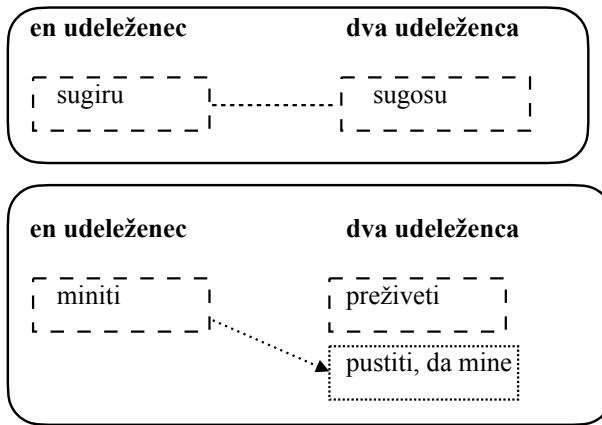 en udeleženec dva udeleženca
sugiru sugosu
en udeleženec dva udeleženca
miniti preživeti
pustiti, da mine